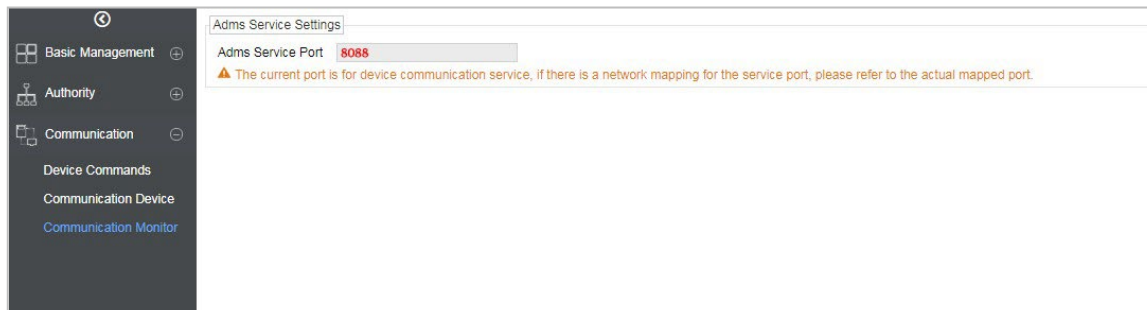 Basic Management
Authority
Communication
Device Commands
Communication Device
Communication Monitor
Adms Service Settings
Adms Service Port 8088
The current port is for device communication service, if there is a network mapping for the service port, please refer to the actual mapped port.